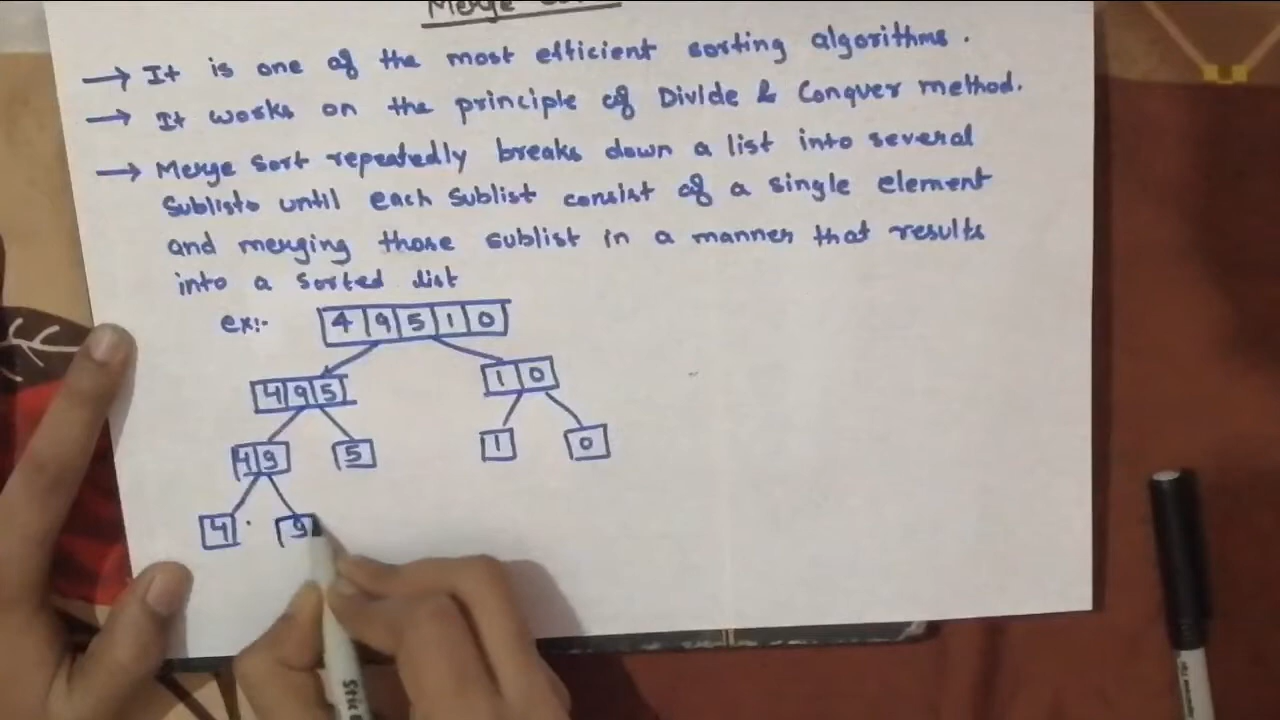 Merge Sort
→ It is one of the most efficient sorting algorithms.
→ It works on the principle of Divide & Conquer method.
→ Merge Sort repeatedly breaks down a list into several
Sublists until each Sublist consist of a single element
and merging those sublist in a manner that results
into a sorted list
ex:- 4 9 5 1 0
4 9 5 1 0
4 9 5 1 0
4 9
Stic